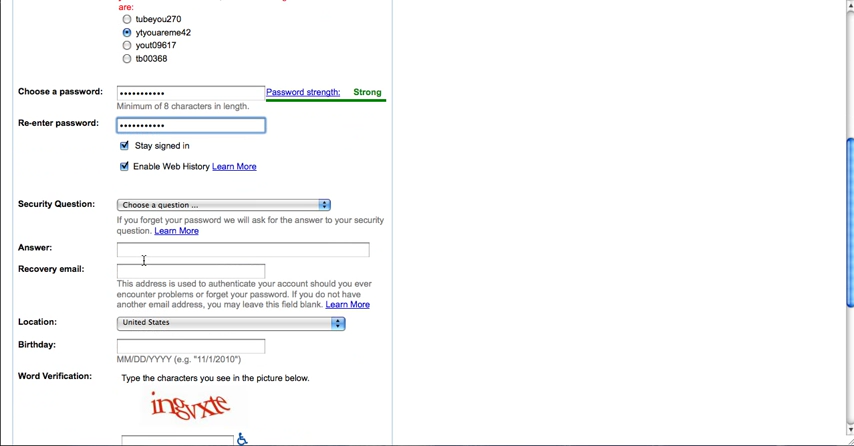 are:
tubeyou270
ytyouareme42
yout09617
tb00368
Choose a password: ••••••••••• Password strength: Strong
Minimum of 8 characters in length.
Re-enter password: •••••••••••
Stay signed in
Enable Web History Learn More
Security Question: Choose a question ...
If you forget your password we will ask for the answer to your security
question. Learn More
Answer:
Recovery email:
This address is used to authenticate your account should you ever
encounter problems or forget your password. If you do not have
another email address, you may leave this field blank. Learn More
Location: United States
Birthday:
MM/DD/YYYY (e.g. "11/1/2010")
Word Verification: Type the characters you see in the picture below.
ingvxte